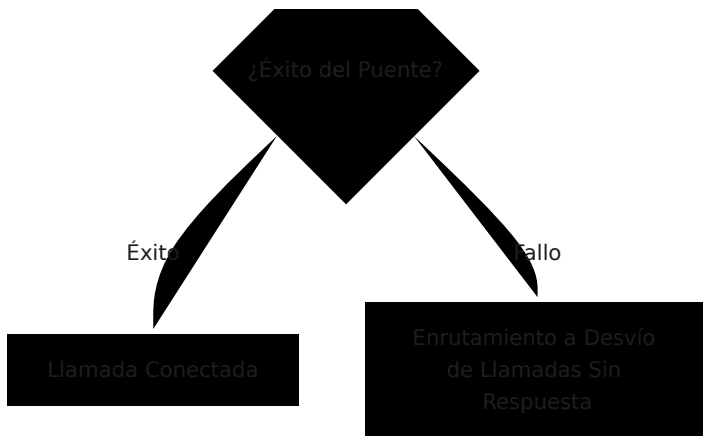 ¿Éxito del Puente?
Éxito
Fallo
Llamada Conectada
Enrutamiento a Desvío
de Llamadas Sin
Respuesta